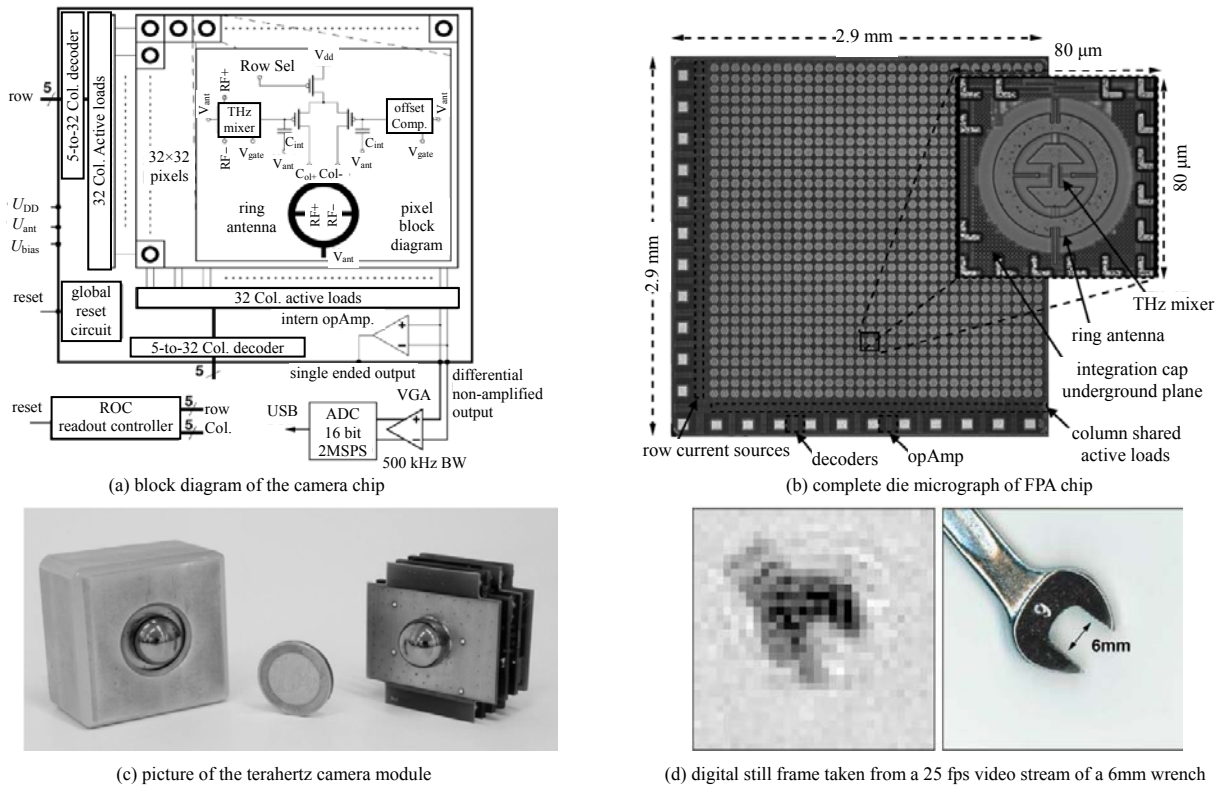 5-to-32 Col. decoder
32 Col. Active loads
row
5
32×32
pixels
Row Sel
Vdd
Vant
RF+
THz
mixer
RF−
Vgate
Cint
Vant
Col+ Col-
Cint
Vant
offset
Comp.
Vant
Vgate
ring
antenna
RF+
RF−
Vant
pixel
block
diagram
UDD
Uant
Ubias
reset
global
reset
circuit
32 Col. active loads
intern opAmp.
5-to-32 Col. decoder
5
single ended output
differential
non-amplified
output
reset
ROC
readout controller
5
row
5
Col.
USB
ADC
16 bit
2MSPS
VGA
500 kHz BW
(a) block diagram of the camera chip
2.9 mm
2.9 mm
80 μm
80 μm
THz mixer
ring antenna
integration cap
underground plane
column shared
active loads
row current sources
decoders
opAmp
(b) complete die micrograph of FPA chip
(c) picture of the terahertz camera module
6
6mm
(d) digital still frame taken from a 25 fps video stream of a 6mm wrench